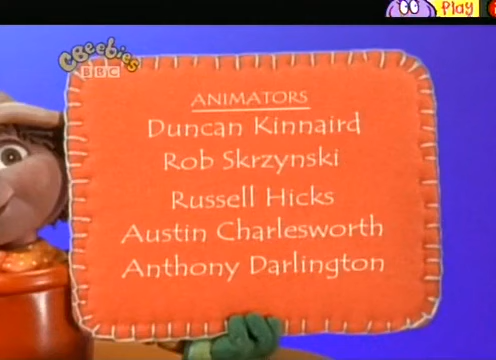 Play
CBeebies
BBC
ANIMATORS
Duncan Kinnaird
Rob Skrzynski
Russell Hicks
Austin Charlesworth
Anthony Darlington